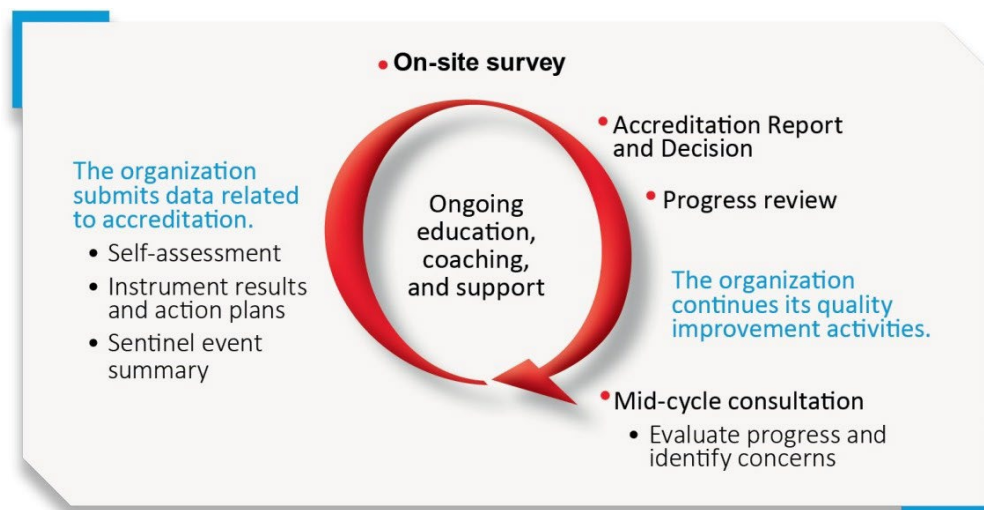 • On-site survey
• Accreditation Report
and Decision
• Progress review
The organization
continues its quality
improvement activities.
• Mid-cycle consultation
• Evaluate progress and
identify concerns
The organization
submits data related
to accreditation.
• Self-assessment
• Instrument results
and action plans
• Sentinel event
summary
Ongoing
education,
coaching,
and support